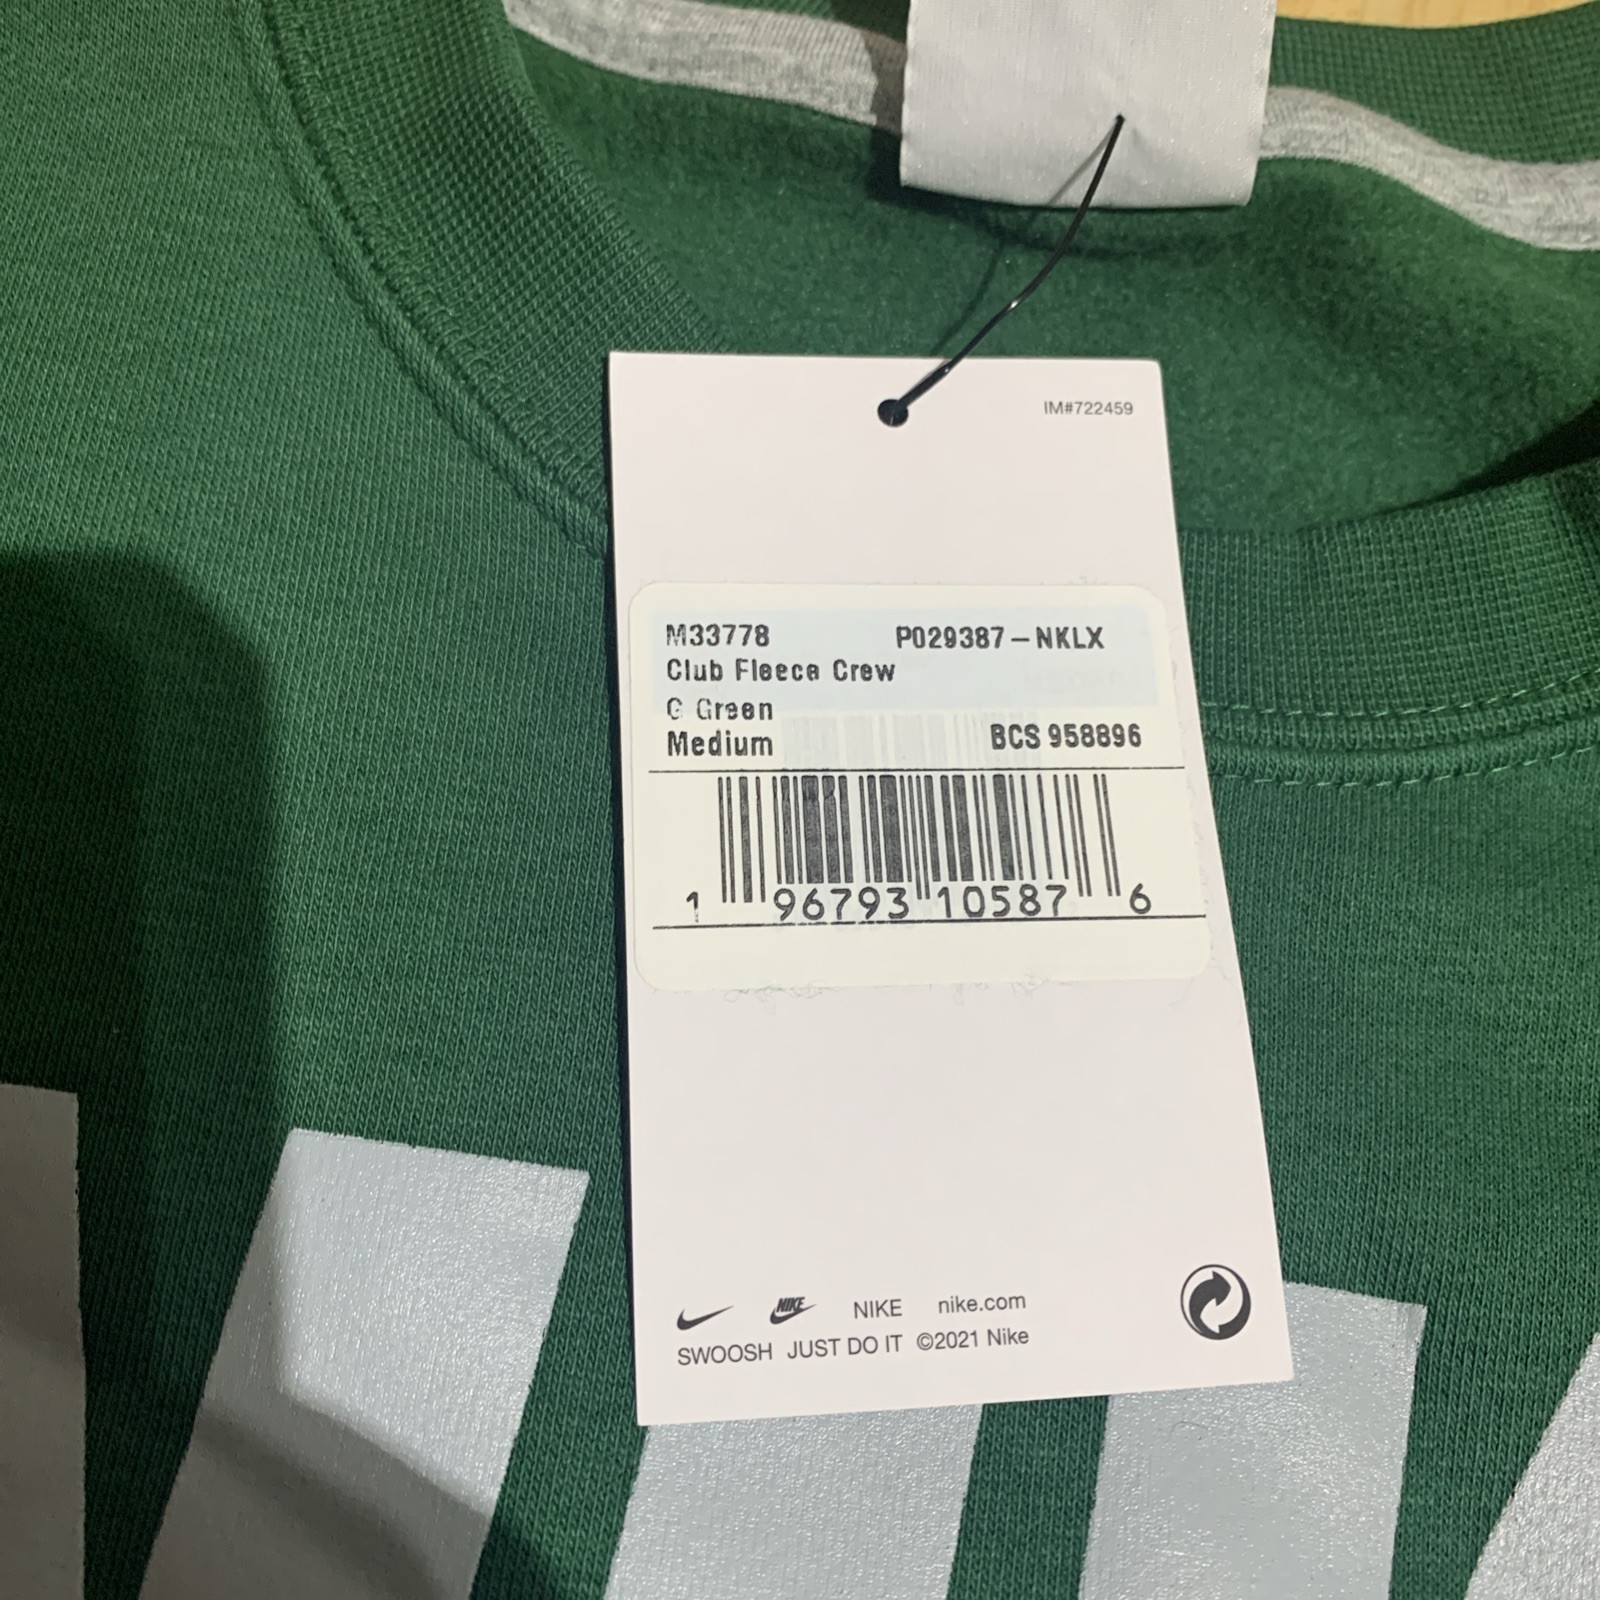 IM#722459
M33778 P029387-NKLX
Club Fleece Crew
G Green
Medium BCS 958896
1 96793 10587 6
NIKE NIKE nike.com
SWOOSH JUST DO IT ©2021 Nike